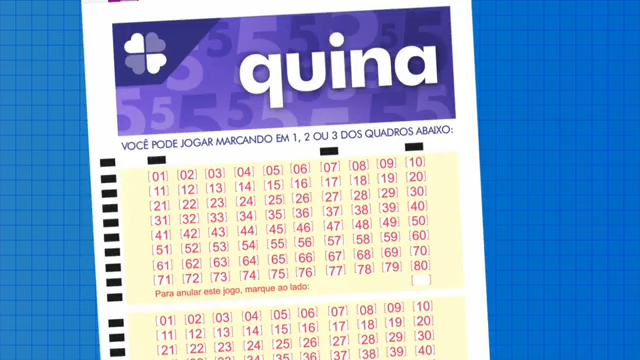 quina
VOCÊ PODE JOGAR MARCANDO EM 1, 2 OU 3 DOS QUADROS ABAIXO:
[01] [02] [03] [04] [05] [06] [07] [08] [09] [10]
[11] [12] [13] [14] [15] [16] [17] [18] [19] [20]
[21] [22] [23] [24] [25] [26] [27] [28] [29] [30]
[31] [32] [33] [34] [35] [36] [37] [38] [39] [40]
[41] [42] [43] [44] [45] [46] [47] [48] [49] [50]
[51] [52] [53] [54] [55] [56] [57] [58] [59] [60]
[61] [62] [63] [64] [65] [66] [67] [68] [69] [70]
[71] [72] [73] [74] [75] [76] [77] [78] [79] [80]
Para anular este jogo, marque ao lado: [ ]
[01] [02] [03] [04] [05] [06] [07] [08] [09] [10]
[11] [12] [13] [14] [15] [16] [17] [18] [19] [20]
[21] [22] [23] [24] [25] [26] [27] [28] [29] [30]
[35] [36] [37] [38] [39] [40]